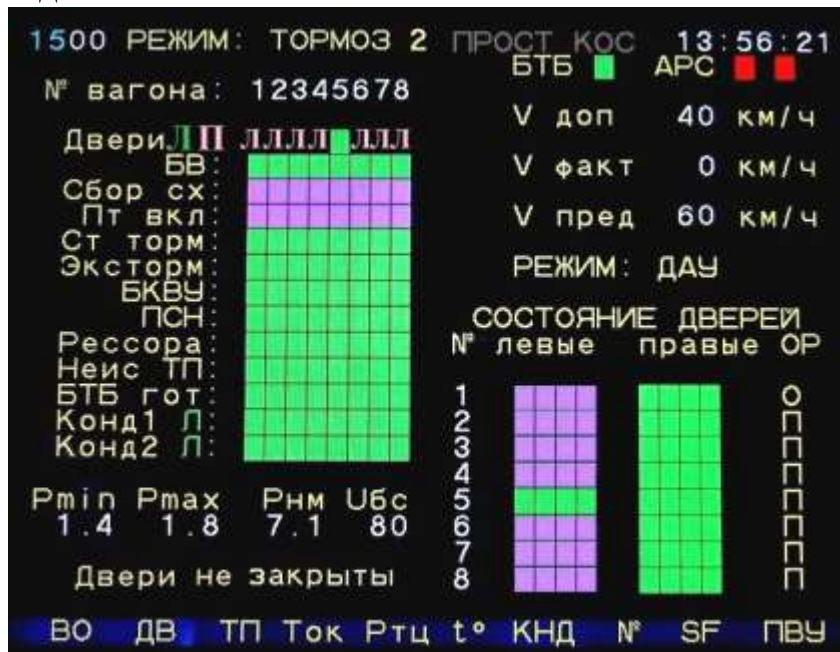 1500 РЕЖИМ: ТОРМОЗ 2 ПРОСТ КОС 13:56:21
БТБ АРС
№ вагона: 12345678
V доп 40 км/ч
Двери Л П ЛЛЛЛ ЛЛЛ
БВ:
V факт 0 км/ч
Сбор сх:
Пт вкл:
V пред 60 км/ч
Ст торм:
Эксторм:
РЕЖИМ: ДАУ
БКВУ:
ПСН:
СОСТОЯНИЕ ДВЕРЕЙ
Рессора:
№ левые правые ОР
Неис ТП:
БТБ гот:
Конд1 Л:
Конд2 Л:
1 О
2 П
3 П
4 П
5 П
6 П
7 П
8 П
Pmin Pmax Рнм Uбс
1.4 1.8 7.1 80
Двери не закрыты
ВО ДВ ТП Ток Ртц t° КНД № SF ПВУ